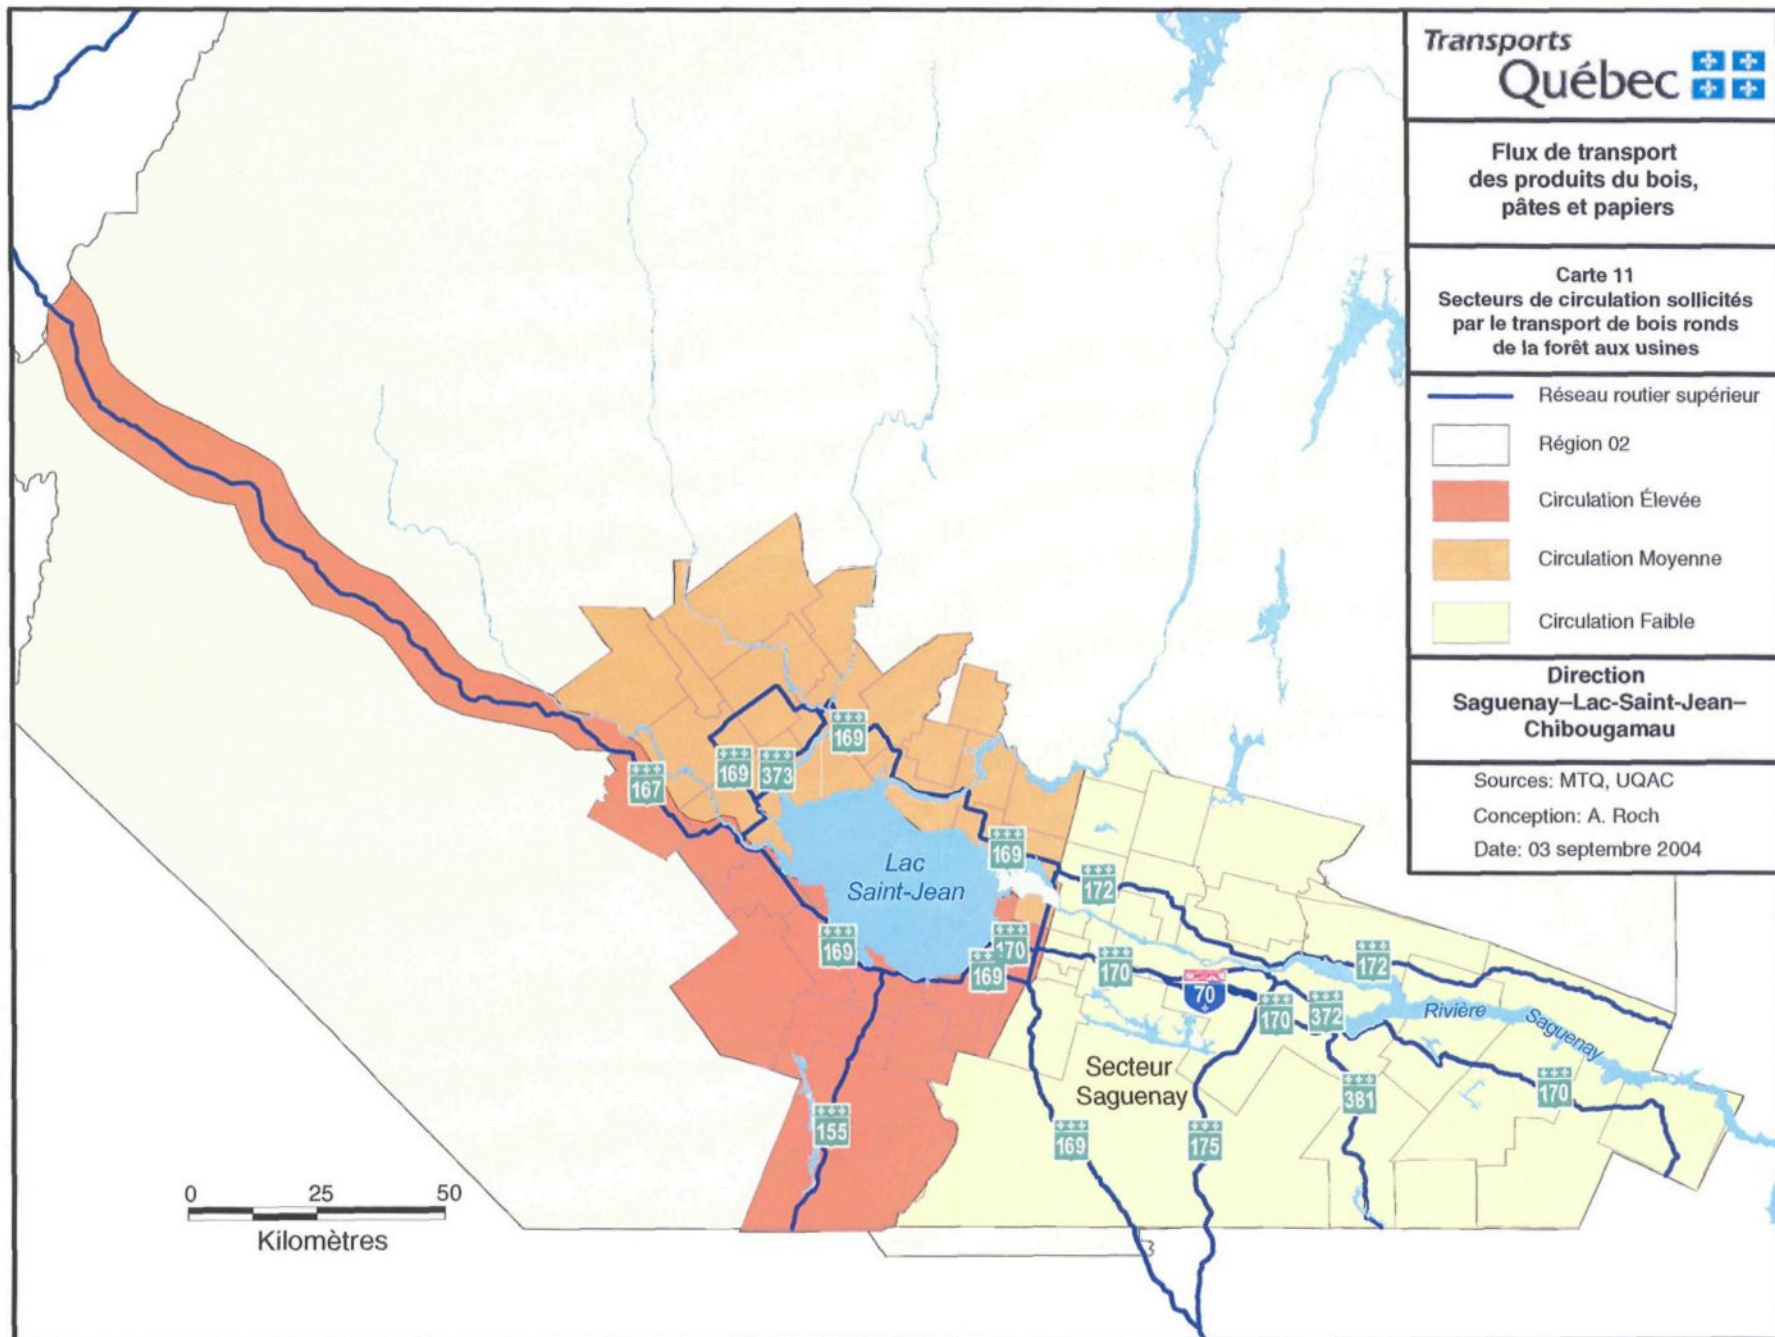 Transports
Québec
Flux de transport
des produits du bois,
pâtes et papiers
Carte 11
Secteurs de circulation sollicités
par le transport de bois ronds
de la forêt aux usines
Réseau routier supérieur
Région 02
Circulation Élevée
Circulation Moyenne
Circulation Faible
Direction
Saguenay–Lac-Saint-Jean–
Chibougamau
Sources: MTQ, UQAC
Conception: A. Roch
Date: 03 septembre 2004
169
169
373
167
169
172
Lac
Saint-Jean
169
170
169
170
172
70
170
372
Rivière
Saguenay
Secteur
Saguenay
381
170
155
169
175
0 25 50
Kilomètres